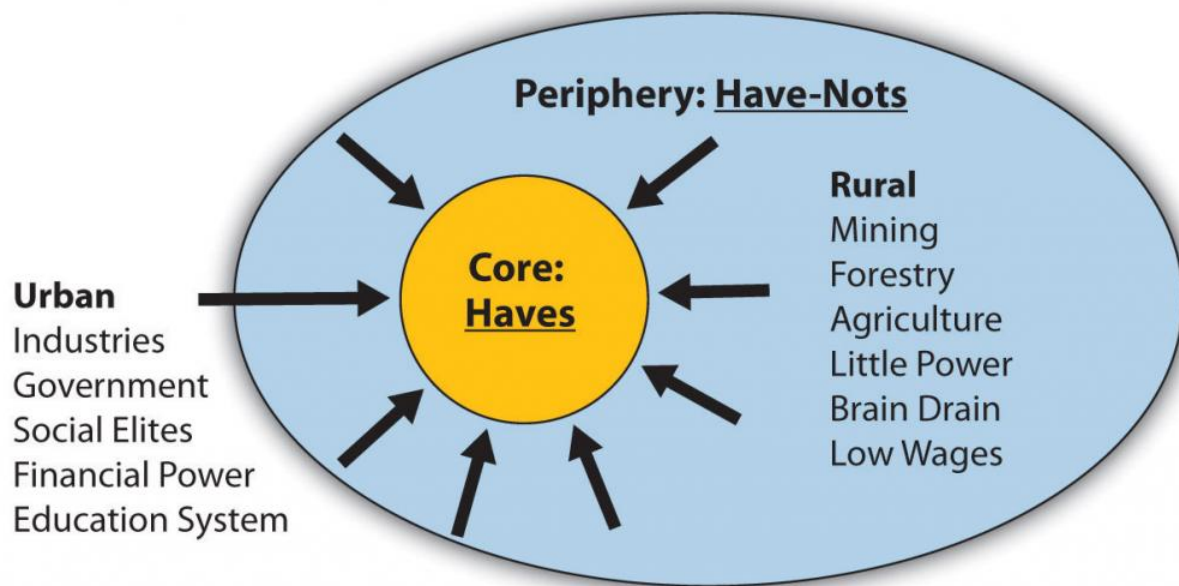 Periphery: Have-Nots
Core:
Haves
Urban
Industries
Government
Social Elites
Financial Power
Education System
Rural
Mining
Forestry
Agriculture
Little Power
Brain Drain
Low Wages